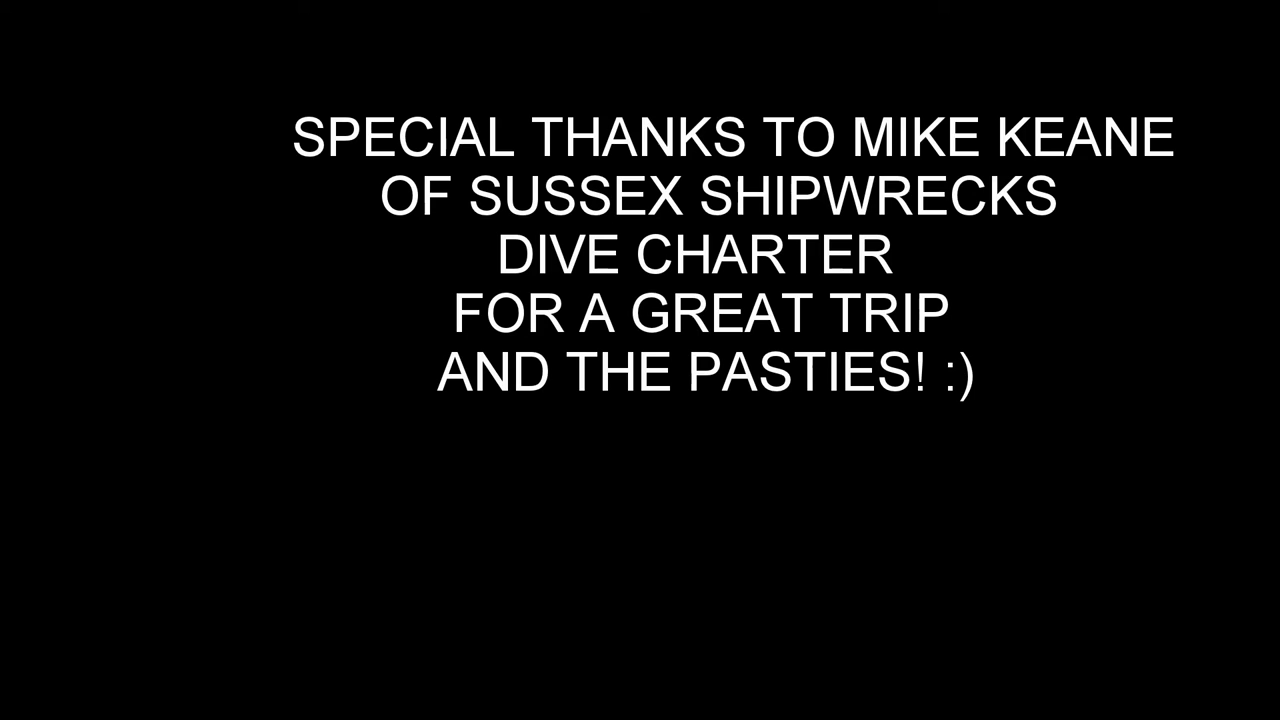 SPECIAL THANKS TO MIKE KEANE
OF SUSSEX SHIPWRECKS
DIVE CHARTER
FOR A GREAT TRIP
AND THE PASTIES! :)